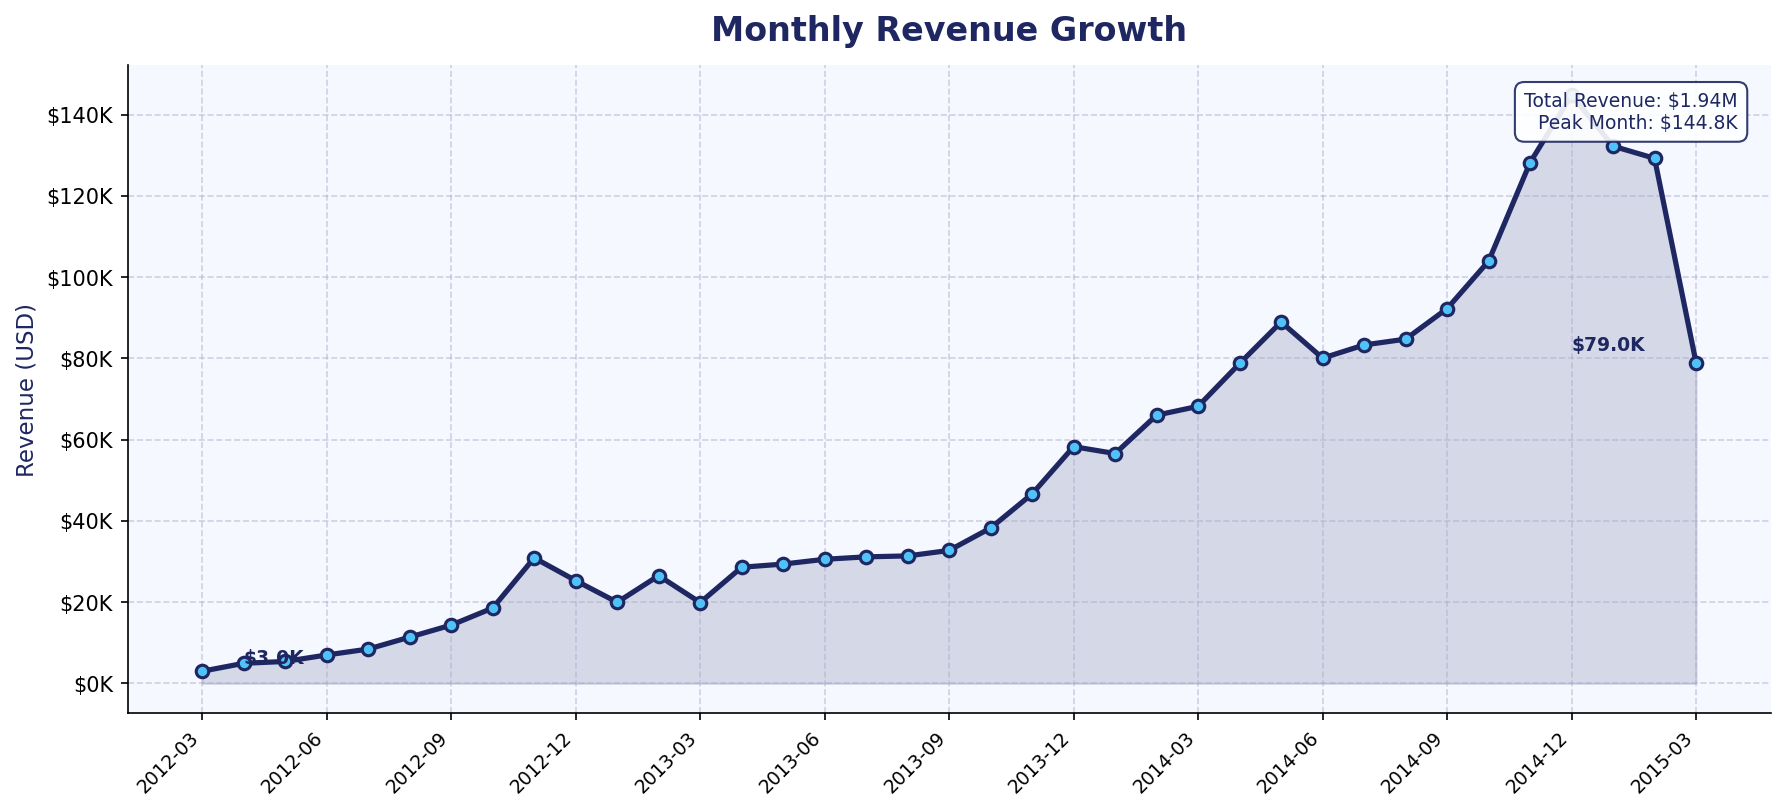 Monthly Revenue Growth
Total Revenue: $1.94M
Peak Month: $144.8K
Revenue (USD)
$140K
$120K
$100K
$80K
$60K
$40K
$20K
$0K
$79.0K
$3.0K
2012-03
2012-06
2012-09
2012-12
2013-03
2013-06
2013-09
2013-12
2014-03
2014-06
2014-09
2014-12
2015-03